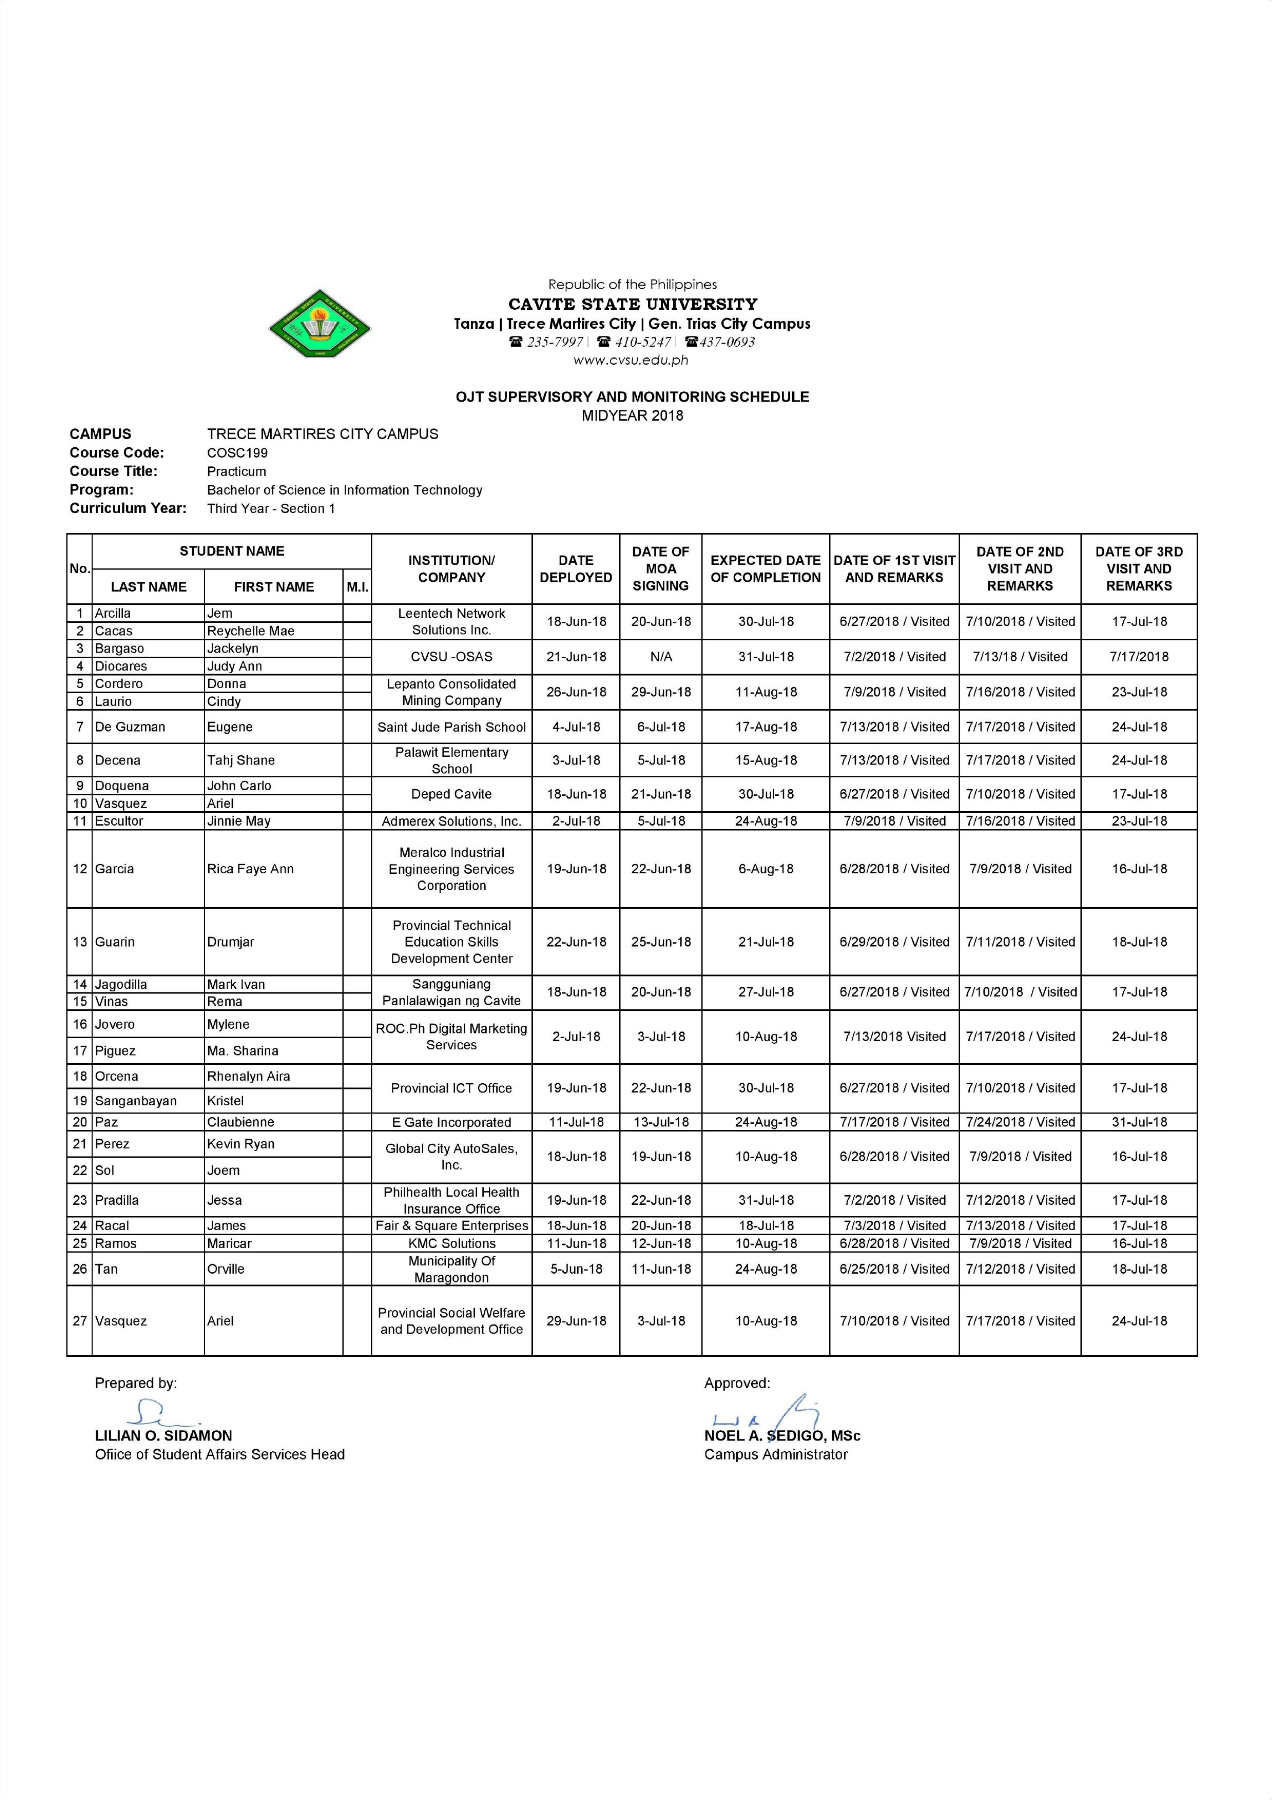 Republic of the Philippines
CAVITE STATE UNIVERSITY
Tanza | Trece Martires City | Gen. Trias City Campus
☎ 235-7997| ☎ 410-5247| ☎437-0693
www.cvsu.edu.ph
OJT SUPERVISORY AND MONITORING SCHEDULE
MIDYEAR 2018
CAMPUS TRECE MARTIRES CITY CAMPUS
Course Code: COSC199
Course Title: Practicum
Program: Bachelor of Science in Information Technology
Curriculum Year: Third Year - Section 1
No. STUDENT NAME INSTITUTION/ COMPANY DATE DEPLOYED DATE OF MOA SIGNING EXPECTED DATE OF COMPLETION DATE OF 1ST VISIT AND REMARKS DATE OF 2ND VISIT AND REMARKS DATE OF 3RD VISIT AND REMARKS
LAST NAME FIRST NAME M.I.
1 Arcilla Jem Leentech Network Solutions Inc. 18-Jun-18 20-Jun-18 30-Jul-18 6/27/2018 / Visited 7/10/2018 / Visited 17-Jul-18
2 Cacas Reychelle Mae
3 Bargaso Jackelyn CVSU -OSAS 21-Jun-18 N/A 31-Jul-18 7/2/2018 / Visited 7/13/18 / Visited 7/17/2018
4 Diocares Judy Ann
5 Cordero Donna Lepanto Consolidated Mining Company 26-Jun-18 29-Jun-18 11-Aug-18 7/9/2018 / Visited 7/16/2018 / Visited 23-Jul-18
6 Laurio Cindy
7 De Guzman Eugene Saint Jude Parish School 4-Jul-18 6-Jul-18 17-Aug-18 7/13/2018 / Visited 7/17/2018 / Visited 24-Jul-18
8 Decena Tahj Shane Palawit Elementary School 3-Jul-18 5-Jul-18 15-Aug-18 7/13/2018 / Visited 7/17/2018 / Visited 24-Jul-18
9 Doquena John Carlo Deped Cavite 18-Jun-18 21-Jun-18 30-Jul-18 6/27/2018 / Visited 7/10/2018 / Visited 17-Jul-18
10 Vasquez Ariel
11 Escultor Jinnie May Admerex Solutions, Inc. 2-Jul-18 5-Jul-18 24-Aug-18 7/9/2018 / Visited 7/16/2018 / Visited 23-Jul-18
12 Garcia Rica Faye Ann Meralco Industrial Engineering Services Corporation 19-Jun-18 22-Jun-18 6-Aug-18 6/28/2018 / Visited 7/9/2018 / Visited 16-Jul-18
13 Guarin Drumjar Provincial Technical Education Skills Development Center 22-Jun-18 25-Jun-18 21-Jul-18 6/29/2018 / Visited 7/11/2018 / Visited 18-Jul-18
14 Jagodilla Mark Ivan Sangguniang Panlalawigan ng Cavite 18-Jun-18 20-Jun-18 27-Jul-18 6/27/2018 / Visited 7/10/2018 / Visited 17-Jul-18
15 Vinas Rema
16 Jovero Mylene ROC.Ph Digital Marketing Services 2-Jul-18 3-Jul-18 10-Aug-18 7/13/2018 Visited 7/17/2018 / Visited 24-Jul-18
17 Piguez Ma. Sharina
18 Orcena Rhenalyn Aira Provincial ICT Office 19-Jun-18 22-Jun-18 30-Jul-18 6/27/2018 / Visited 7/10/2018 / Visited 17-Jul-18
19 Sanganbayan Kristel
20 Paz Claubienne E Gate Incorporated 11-Jul-18 13-Jul-18 24-Aug-18 7/17/2018 / Visited 7/24/2018 / Visited 31-Jul-18
21 Perez Kevin Ryan Global City AutoSales, Inc. 18-Jun-18 19-Jun-18 10-Aug-18 6/28/2018 / Visited 7/9/2018 / Visited 16-Jul-18
22 Sol Joem
23 Pradilla Jessa Philhealth Local Health Insurance Office 19-Jun-18 22-Jun-18 31-Jul-18 7/2/2018 / Visited 7/12/2018 / Visited 17-Jul-18
24 Racal James Fair & Square Enterprises 18-Jun-18 20-Jun-18 18-Jul-18 7/3/2018 / Visited 7/13/2018 / Visited 17-Jul-18
25 Ramos Maricar KMC Solutions 11-Jun-18 12-Jun-18 10-Aug-18 6/28/2018 / Visited 7/9/2018 / Visited 16-Jul-18
26 Tan Orville Municipality Of Maragondon 5-Jun-18 11-Jun-18 24-Aug-18 6/25/2018 / Visited 7/12/2018 / Visited 18-Jul-18
27 Vasquez Ariel Provincial Social Welfare and Development Office 29-Jun-18 3-Jul-18 10-Aug-18 7/10/2018 / Visited 7/17/2018 / Visited 24-Jul-18
Prepared by: Approved:
LILIAN O. SIDAMON NOEL A. SEDIGO, MSc
Ofiice of Student Affairs Services Head Campus Administrator